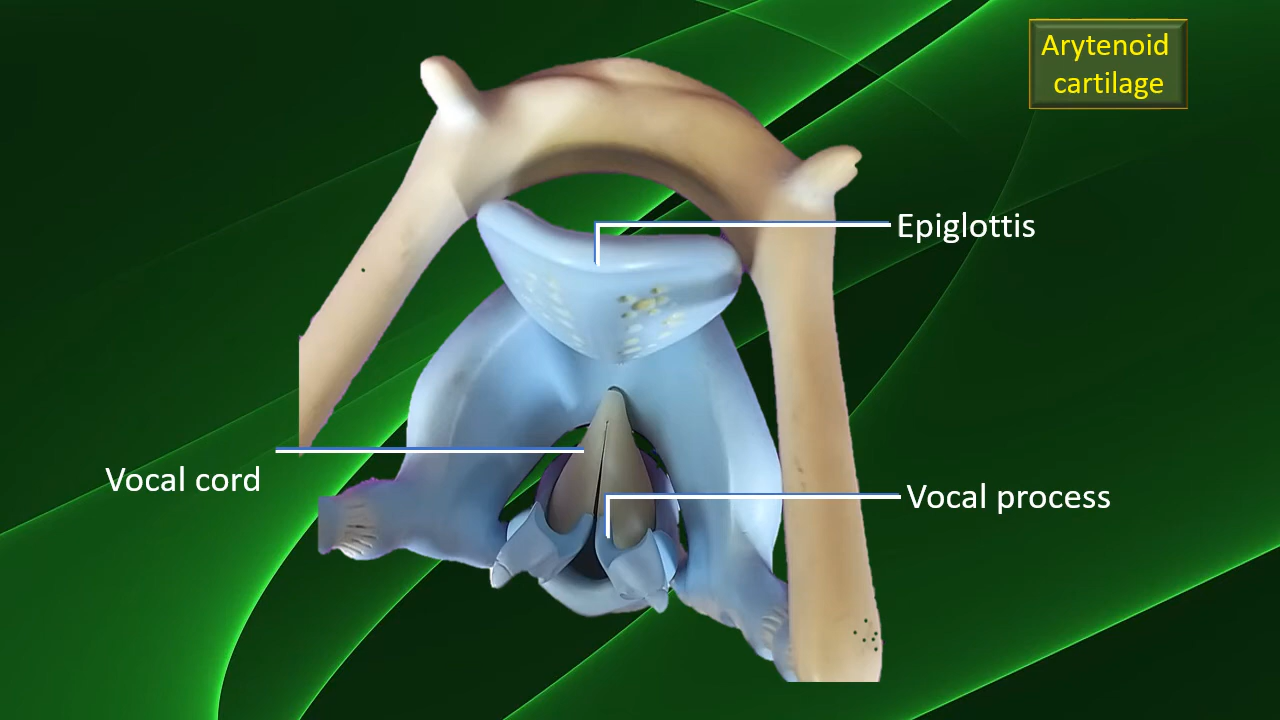 Arytenoid
cartilage
Epiglottis
Vocal cord
Vocal process